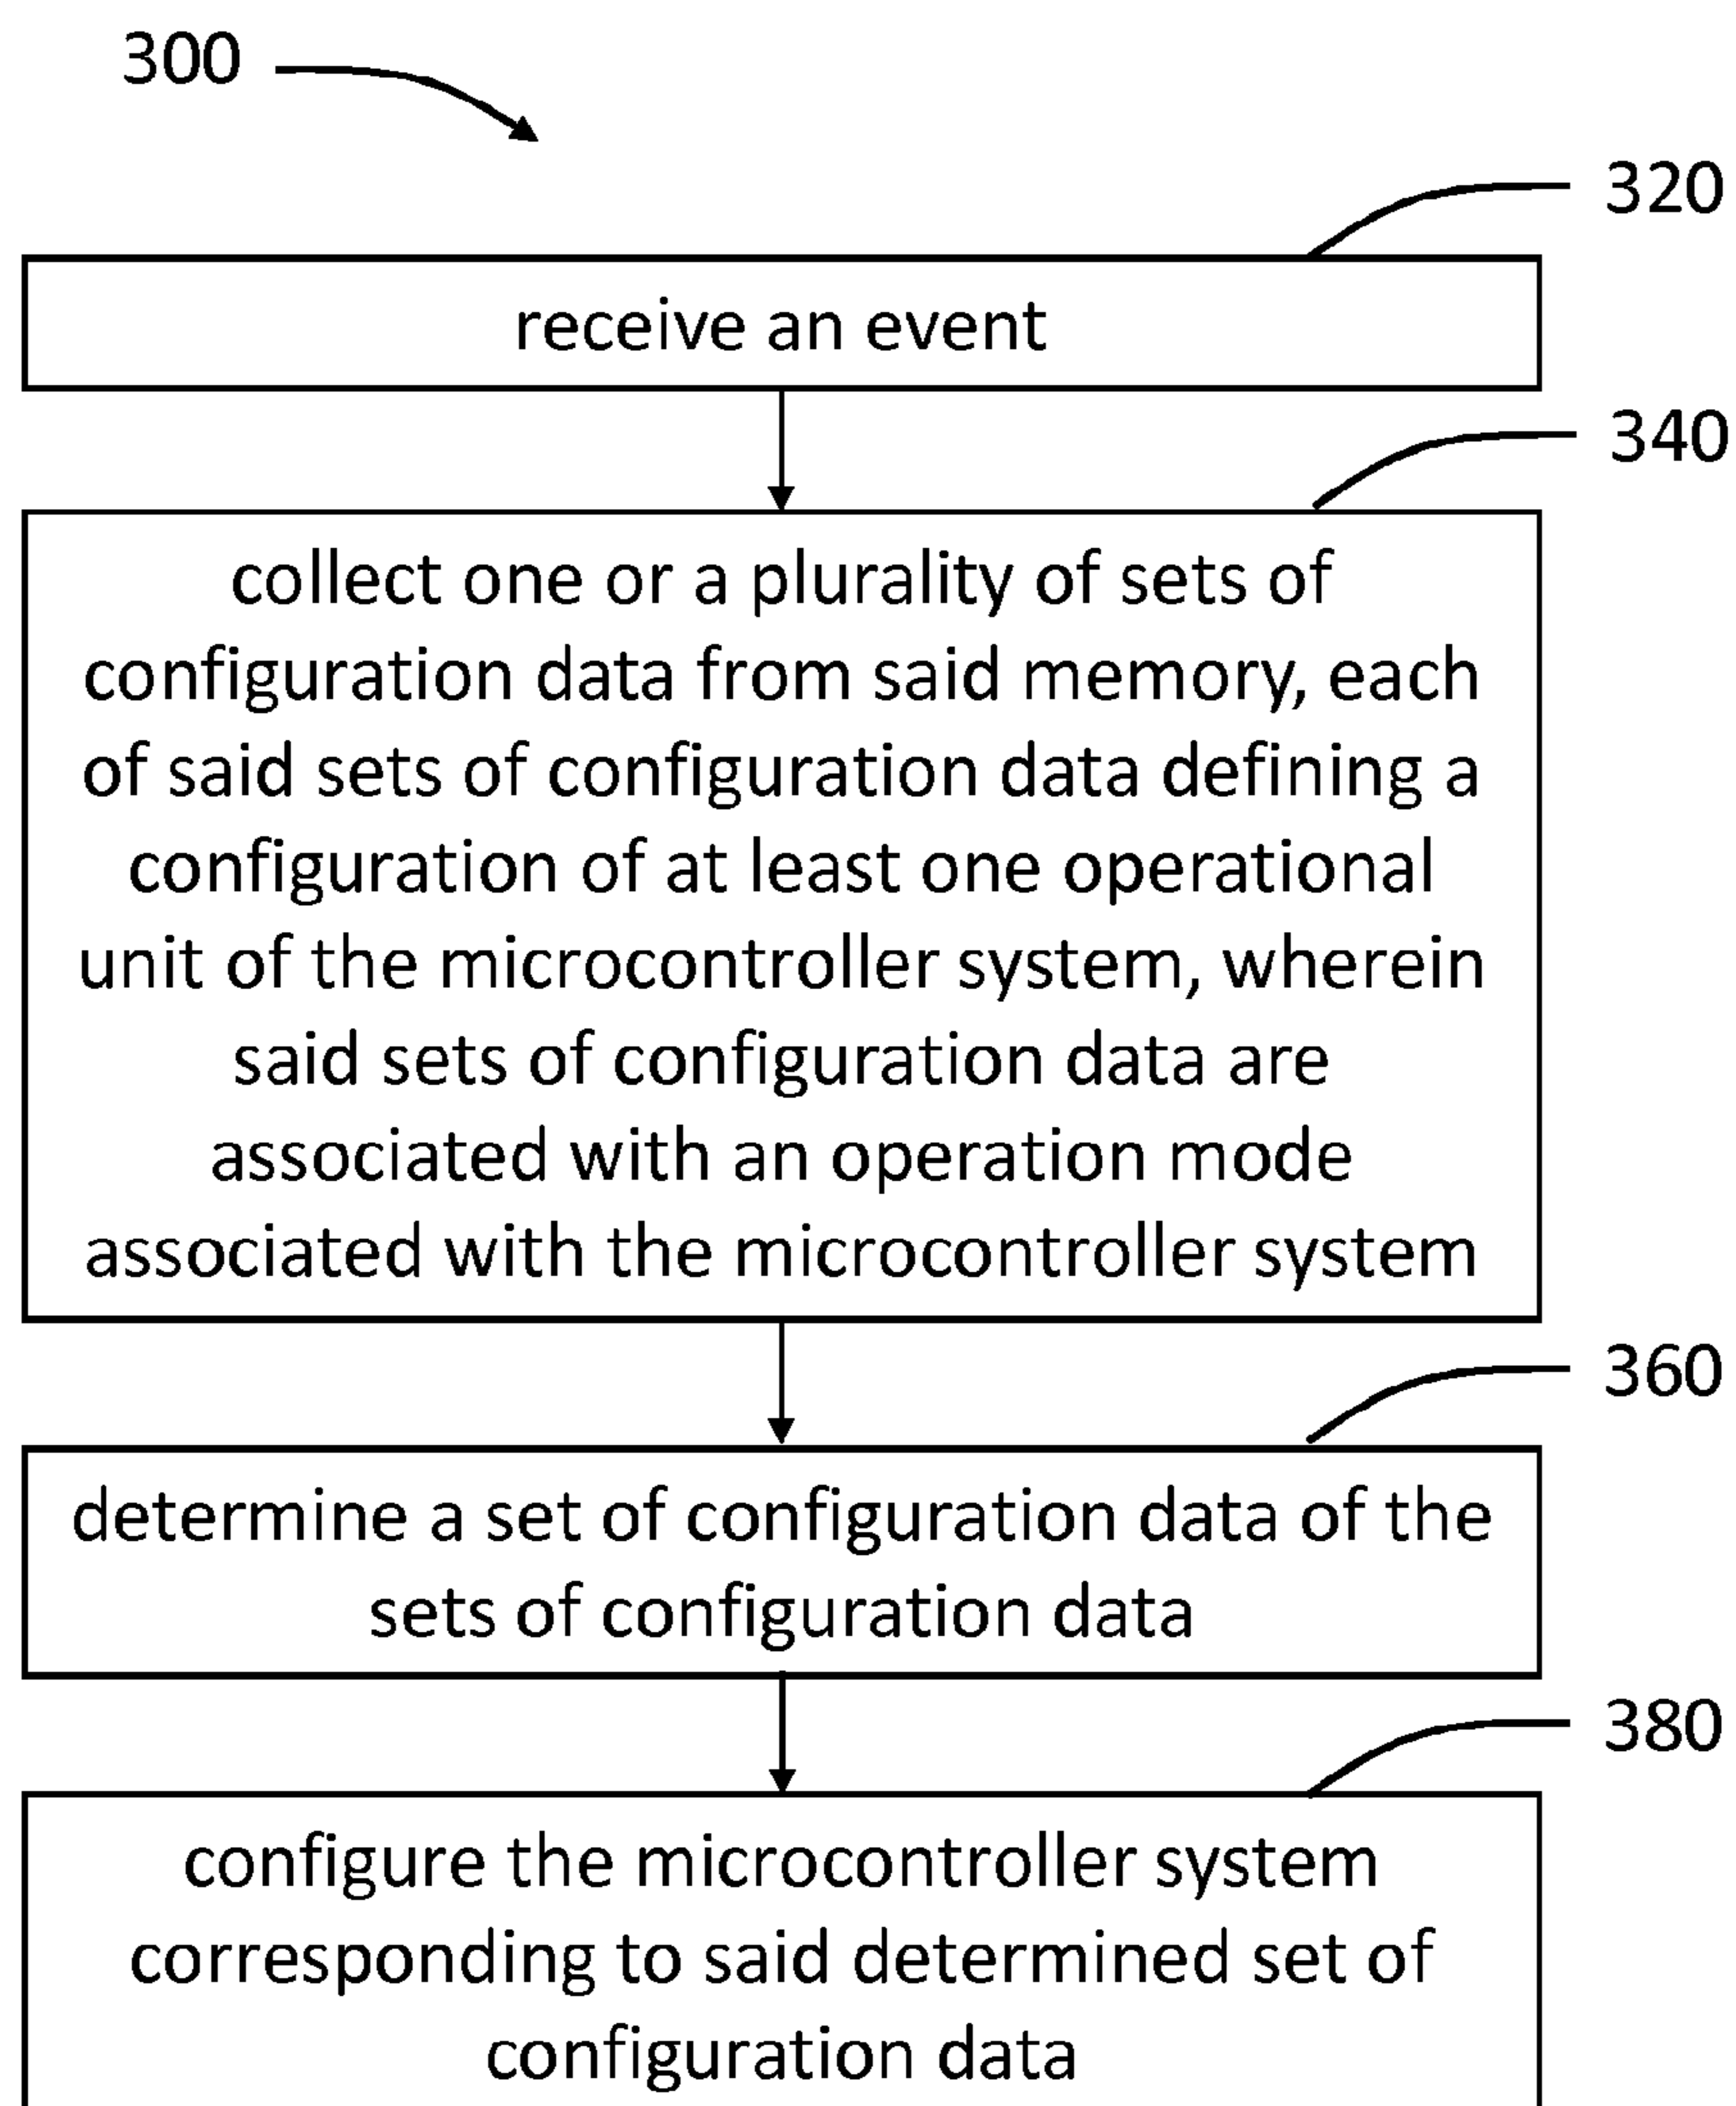 300
320
receive an event
340
collect one or a plurality of sets of
configuration data from said memory, each
of said sets of configuration data defining a
configuration of at least one operational
unit of the microcontroller system, wherein
said sets of configuration data are
associated with an operation mode
associated with the microcontroller system
360
determine a set of configuration data of the
sets of configuration data
380
configure the microcontroller system
corresponding to said determined set of
configuration data